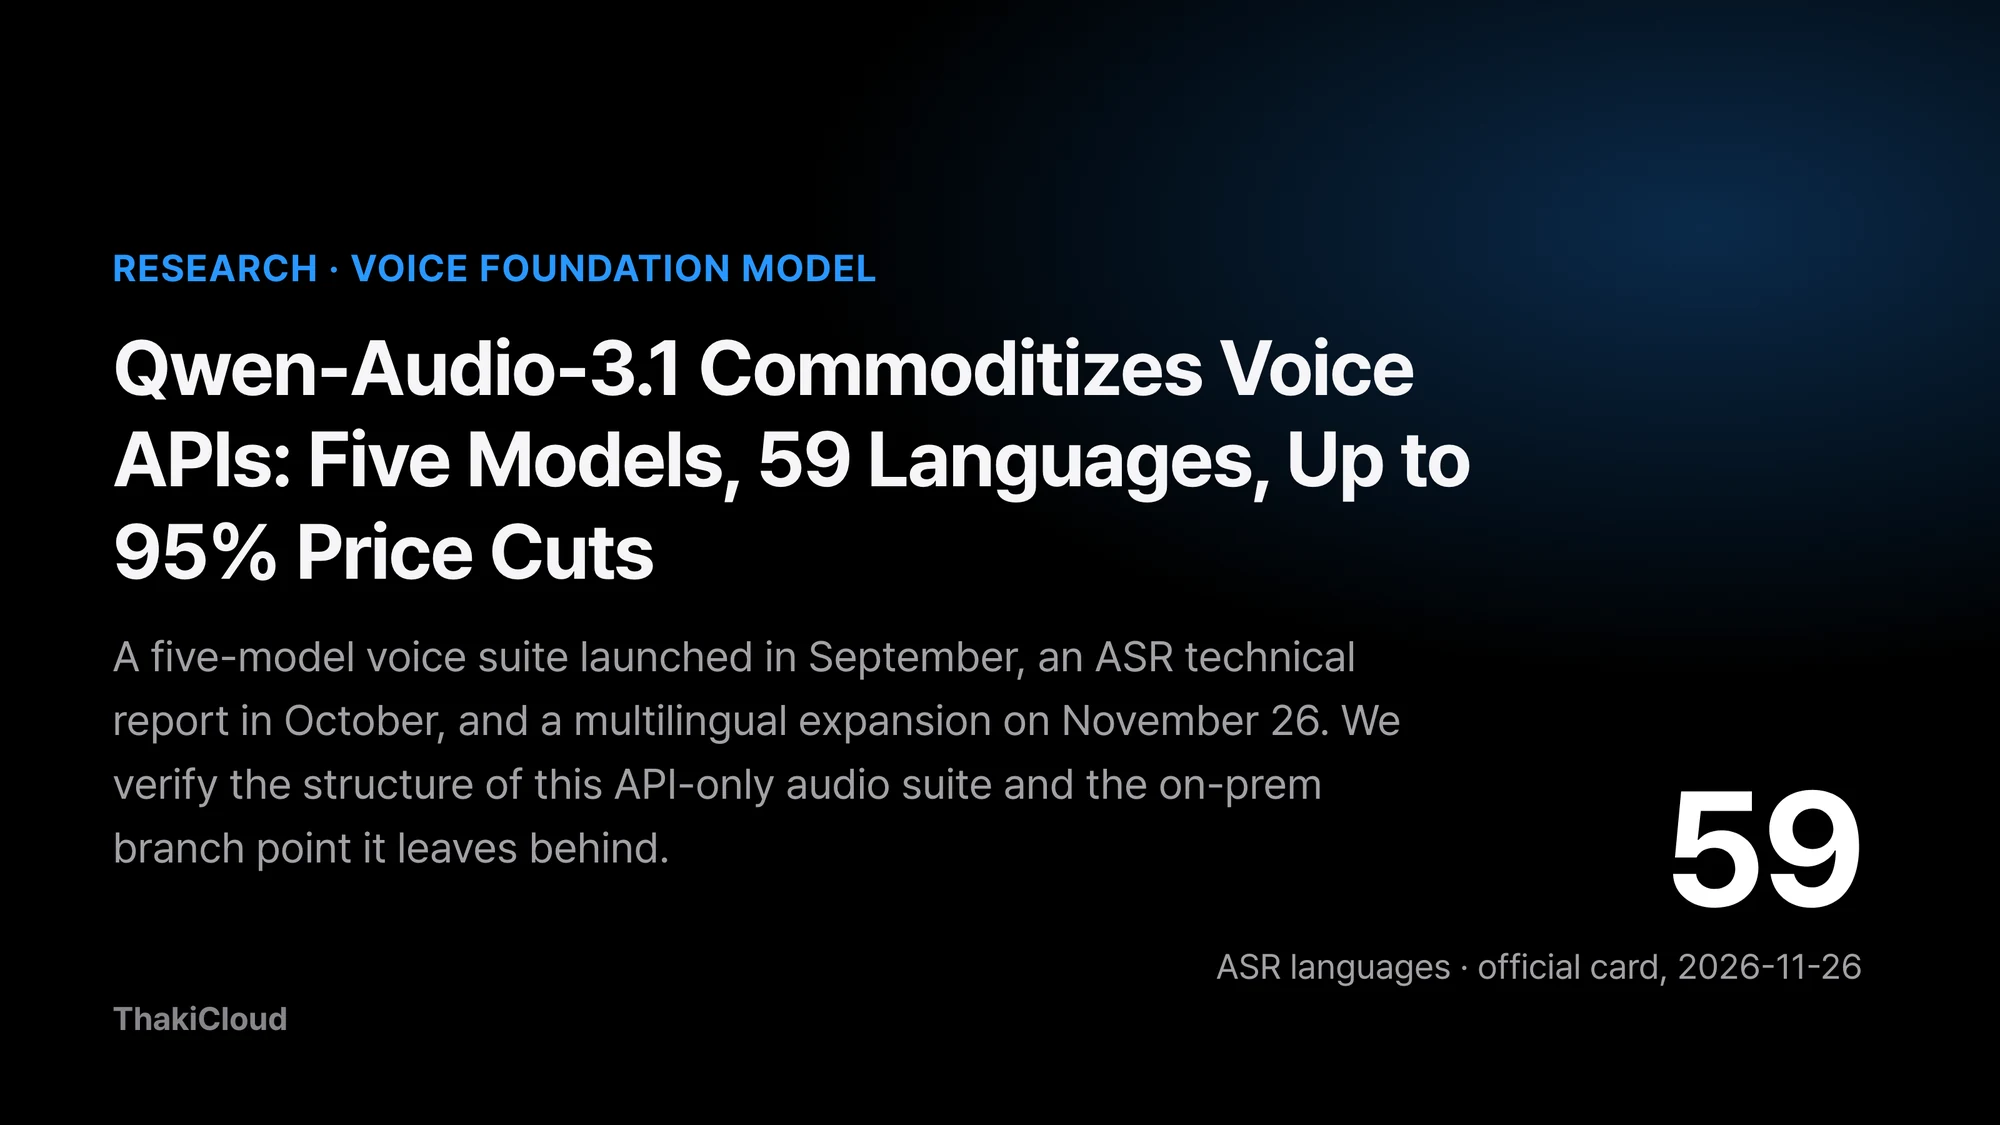 RESEARCH · VOICE FOUNDATION MODEL
Qwen-Audio-3.1 Commoditizes Voice
APIs: Five Models, 59 Languages, Up to
95% Price Cuts
A five-model voice suite launched in September, an ASR technical
report in October, and a multilingual expansion on November 26. We
verify the structure of this API-only audio suite and the on-prem
branch point it leaves behind.
59
ASR languages · official card, 2026-11-26
ThakiCloud